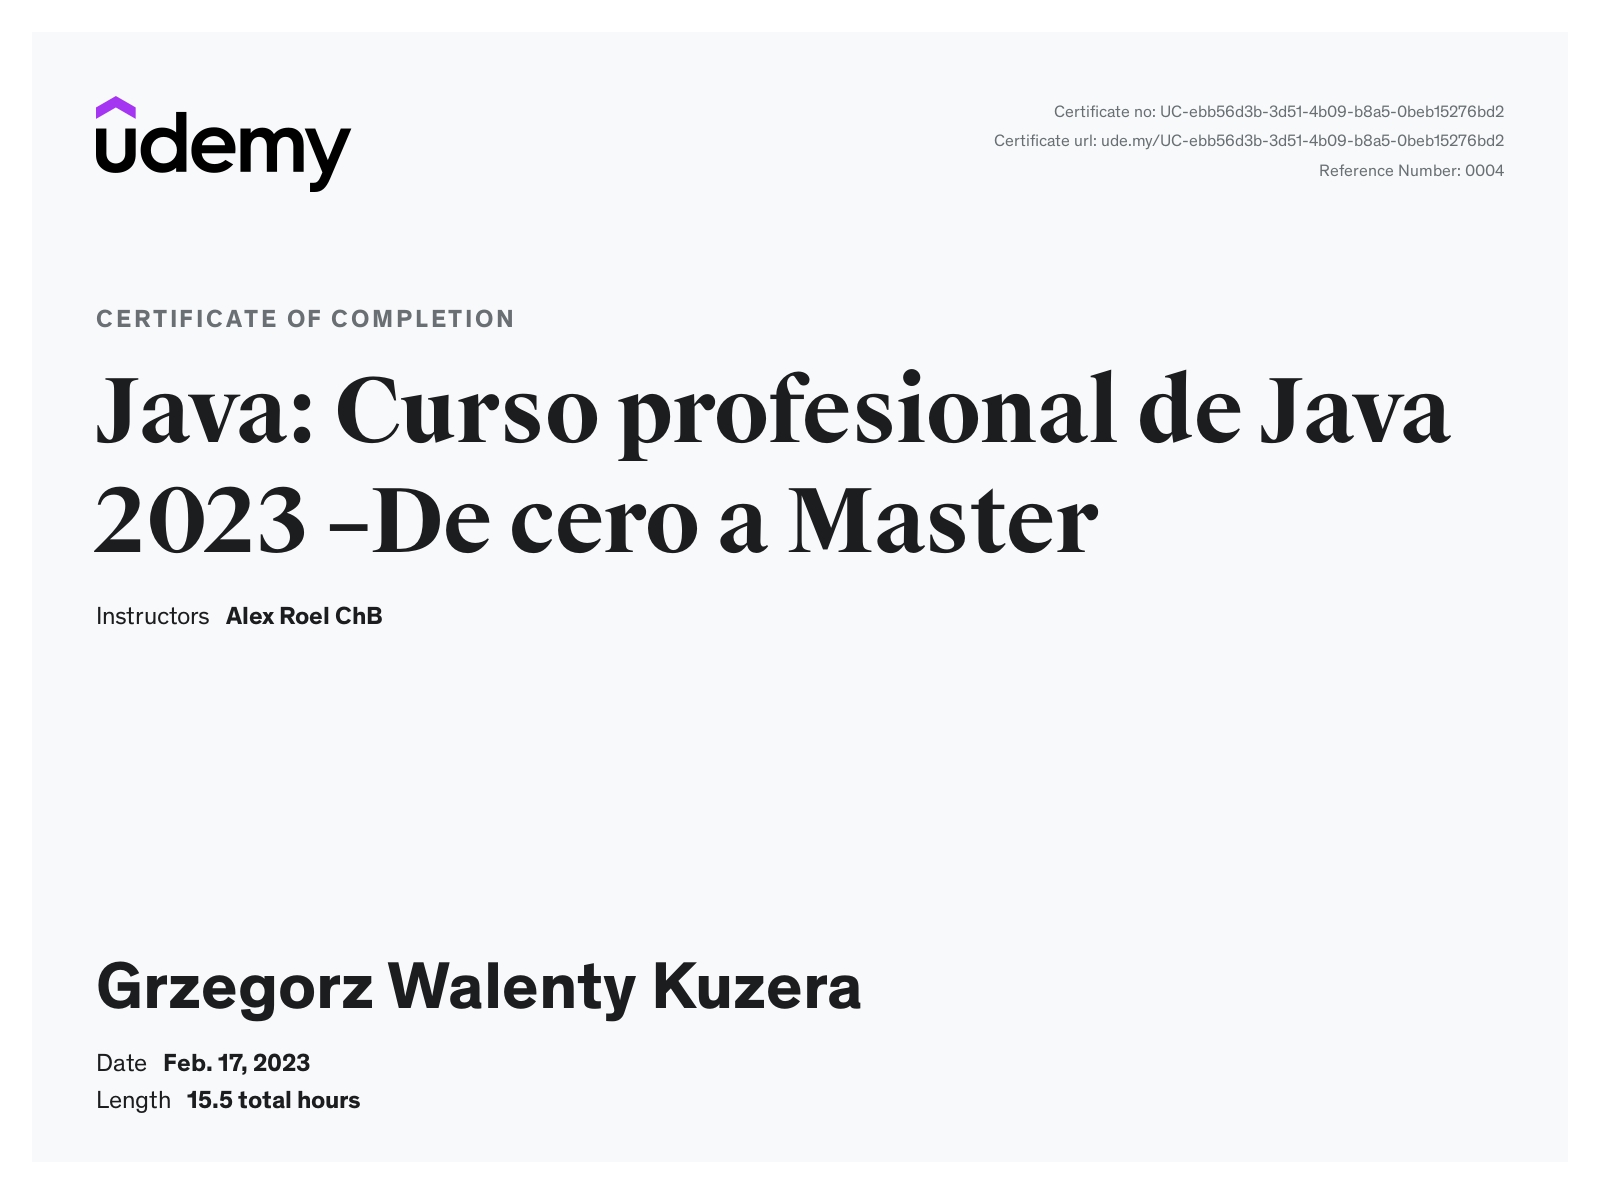 udemy
Certificate no: UC-ebb56d3b-3d51-4b09-b8a5-0beb15276bd2
Certificate url: ude.my/UC-ebb56d3b-3d51-4b09-b8a5-0beb15276bd2
Reference Number: 0004
CERTIFICATE OF COMPLETION
Java: Curso profesional de Java
2023 –De cero a Master
Instructors Alex Roel ChB
Grzegorz Walenty Kuzera
Date Feb. 17, 2023
Length 15.5 total hours